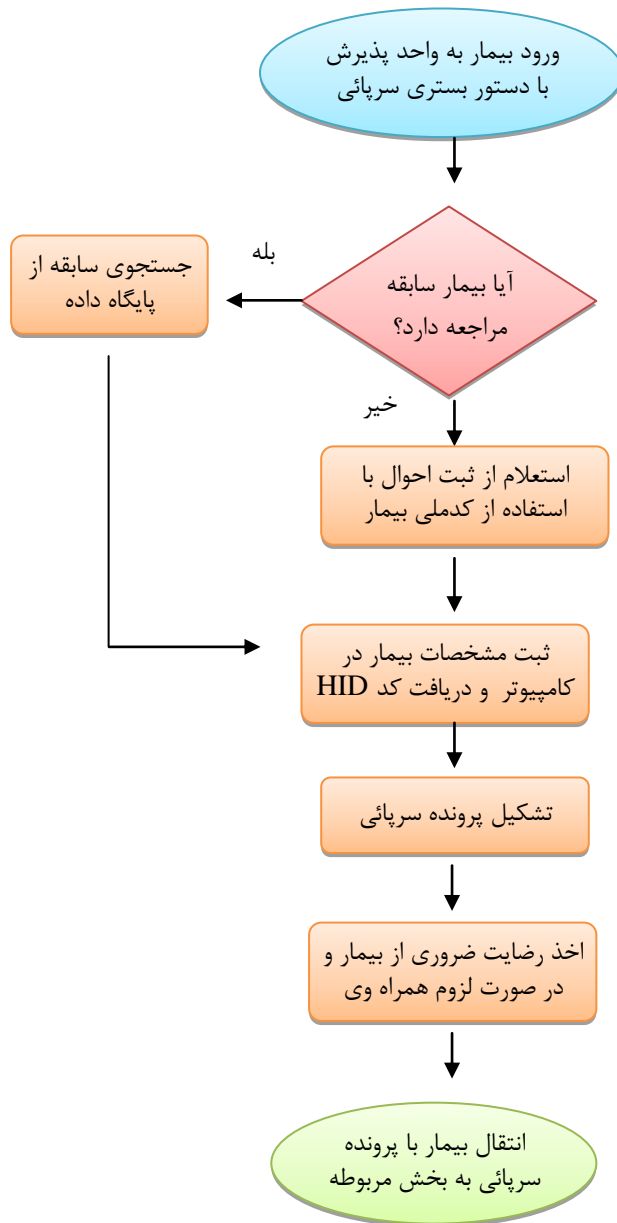 ورود بیمار به واحد پذیرش
با دستور بستری سرپائی
آیا بیمار سابقه
مراجعه دارد؟
بله
جستجوی سابقه از
پایگاه داده
خیر
استعلام از ثبت احوال با
استفاده از کدملی بیمار
ثبت مشخصات بیمار در
کامپیوتر و دریافت کد HID
تشکیل پرونده سرپائی
اخذ رضایت ضروری از بیمار و
در صورت لزوم همراه وی
انتقال بیمار با پرونده
سرپائی به بخش مربوطه